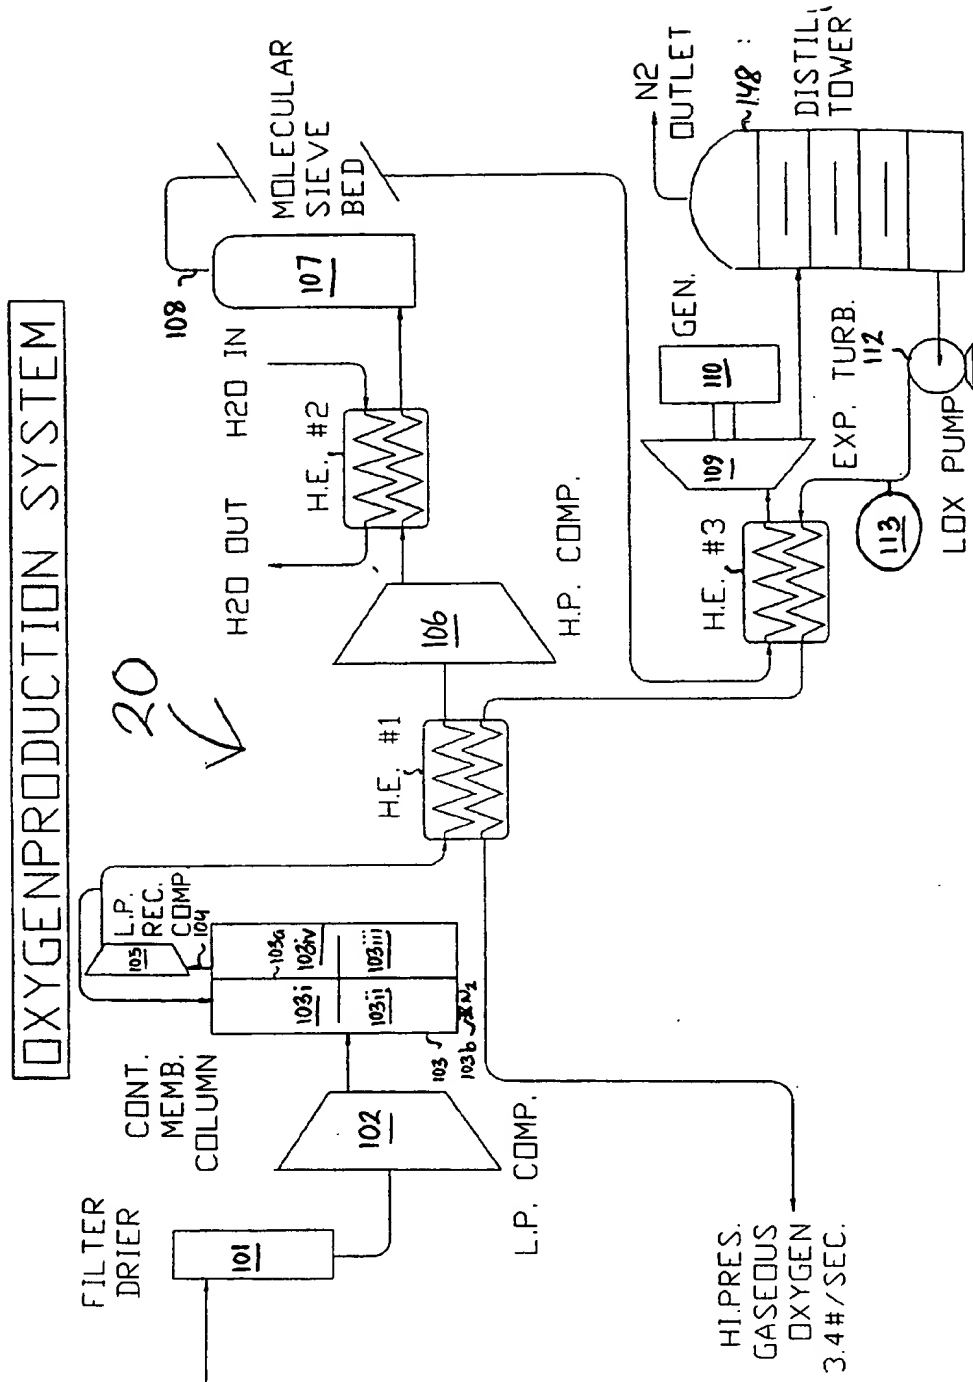 OXYGENPRODUCTION SYSTEM
20
FILTER
DRIER
101
L.P. COMP.
102
CONT.
MEMB.
COLUMN
103
103b
N2
103i
103ii
103a
103iii
L.P.
REC.
COMP
104
105
H.E. #1
H.P. COMP.
106
H2O OUT
H2O IN
H.E. #2
107
108
MOLECULAR
SIEVE
BED
H.E. #3
109
110
GEN.
EXP. TURB.
112
113
LOX PUMP
N2
OUTLET
148
TOWER
HI.PRES.
GASEOUS
OXYGEN
3.4#/SEC.